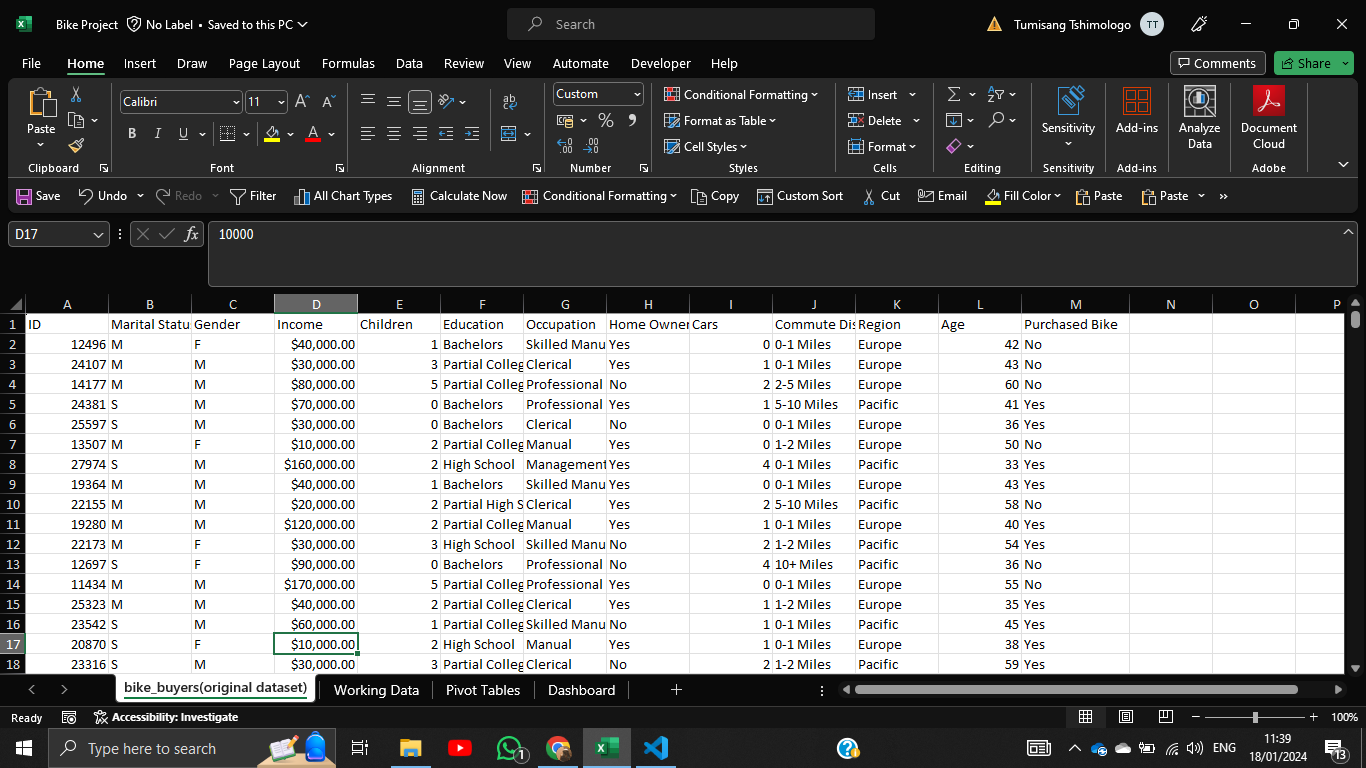 Bike Project No Label • Saved to this PC Search Tumisang Tshimologo TT
File Home Insert Draw Page Layout Formulas Data Review View Automate Developer Help Comments Share
Paste Calibri 11 Custom Conditional Formatting Format as Table Cell Styles Insert Delete Format Sensitivity Add-ins Analyze Data Document Cloud
Clipboard Font Alignment Number Styles Cells Editing Sensitivity Add-ins Adobe
Save Undo Redo Filter All Chart Types Calculate Now Conditional Formatting Copy Custom Sort Cut Email Fill Color Paste Paste »
D17 fx 10000
A B C D E F G H I J K L M N O P
1 ID Marital Statu Gender Income Children Education Occupation Home Owner Cars Commute Dis Region Age Purchased Bike
2 12496 M F $40,000.00 1 Bachelors Skilled Manu Yes 0 0-1 Miles Europe 42 No
3 24107 M M $30,000.00 3 Partial Colleg Clerical Yes 1 0-1 Miles Europe 43 No
4 14177 M M $80,000.00 5 Partial Colleg Professional No 2 2-5 Miles Europe 60 No
5 24381 S M $70,000.00 0 Bachelors Professional Yes 1 5-10 Miles Pacific 41 Yes
6 25597 S M $30,000.00 0 Bachelors Clerical No 0 0-1 Miles Europe 36 Yes
7 13507 M F $10,000.00 2 Partial Colleg Manual Yes 0 1-2 Miles Europe 50 No
8 27974 S M $160,000.00 2 High School Management Yes 4 0-1 Miles Pacific 33 Yes
9 19364 M M $40,000.00 1 Bachelors Skilled Manu Yes 0 0-1 Miles Europe 43 Yes
10 22155 M M $20,000.00 2 Partial High S Clerical Yes 2 5-10 Miles Pacific 58 No
11 19280 M M $120,000.00 2 Partial Colleg Manual Yes 1 0-1 Miles Europe 40 Yes
12 22173 M F $30,000.00 3 High School Skilled Manu No 2 1-2 Miles Pacific 54 Yes
13 12697 S F $90,000.00 0 Bachelors Professional No 4 10+ Miles Pacific 36 No
14 11434 M M $170,000.00 5 Partial Colleg Professional Yes 0 0-1 Miles Europe 55 No
15 25323 M M $40,000.00 2 Partial Colleg Clerical Yes 1 1-2 Miles Europe 35 Yes
16 23542 S M $60,000.00 1 Partial Colleg Skilled Manu No 1 0-1 Miles Pacific 45 Yes
17 20870 S F $10,000.00 2 High School Manual Yes 1 0-1 Miles Europe 38 Yes
18 23316 S M $30,000.00 3 Partial Colleg Clerical No 2 1-2 Miles Pacific 59 Yes
bike_buyers(original dataset) Working Data Pivot Tables Dashboard
Ready Accessibility: Investigate 100%
Type here to search 1 ENG 11:39
18/01/2024 13